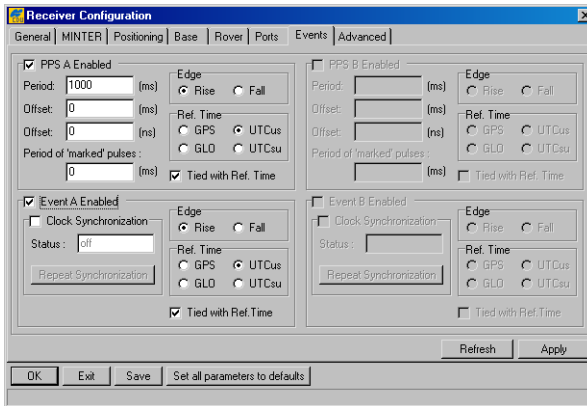 Receiver Configuration
General MINTER Positioning Base Rover Ports Events Advanced
PPS A Enabled
Period: 1000 (ms)
Offset: 0 (ms)
Offset: 0 (ns)
Period of 'marked' pulses :
0 (ms)
Edge
Rise Fall
Ref. Time
GPS UTCus
GLO UTCsu
Tied with Ref. Time
PPS B Enabled
Period: (ms)
Offset: (ms)
Offset: (ns)
Period of 'marked' pulses :
(ms)
Edge
Rise Fall
Ref. Time
GPS UTCus
GLO UTCsu
Tied with Ref. Time
Event A Enabled
Clock Synchronization
Status : off
Repeat Synchronization
Edge
Rise Fall
Ref. Time
GPS UTCus
GLO UTCsu
Tied with Ref.Time
Event B Enabled
Clock Synchronization
Status :
Repeat Synchronization
Edge
Rise Fall
Ref. Time
GPS UTCus
GLO UTCsu
Tied with Ref.Time
Refresh Apply
OK Exit Save Set all parameters to defaults